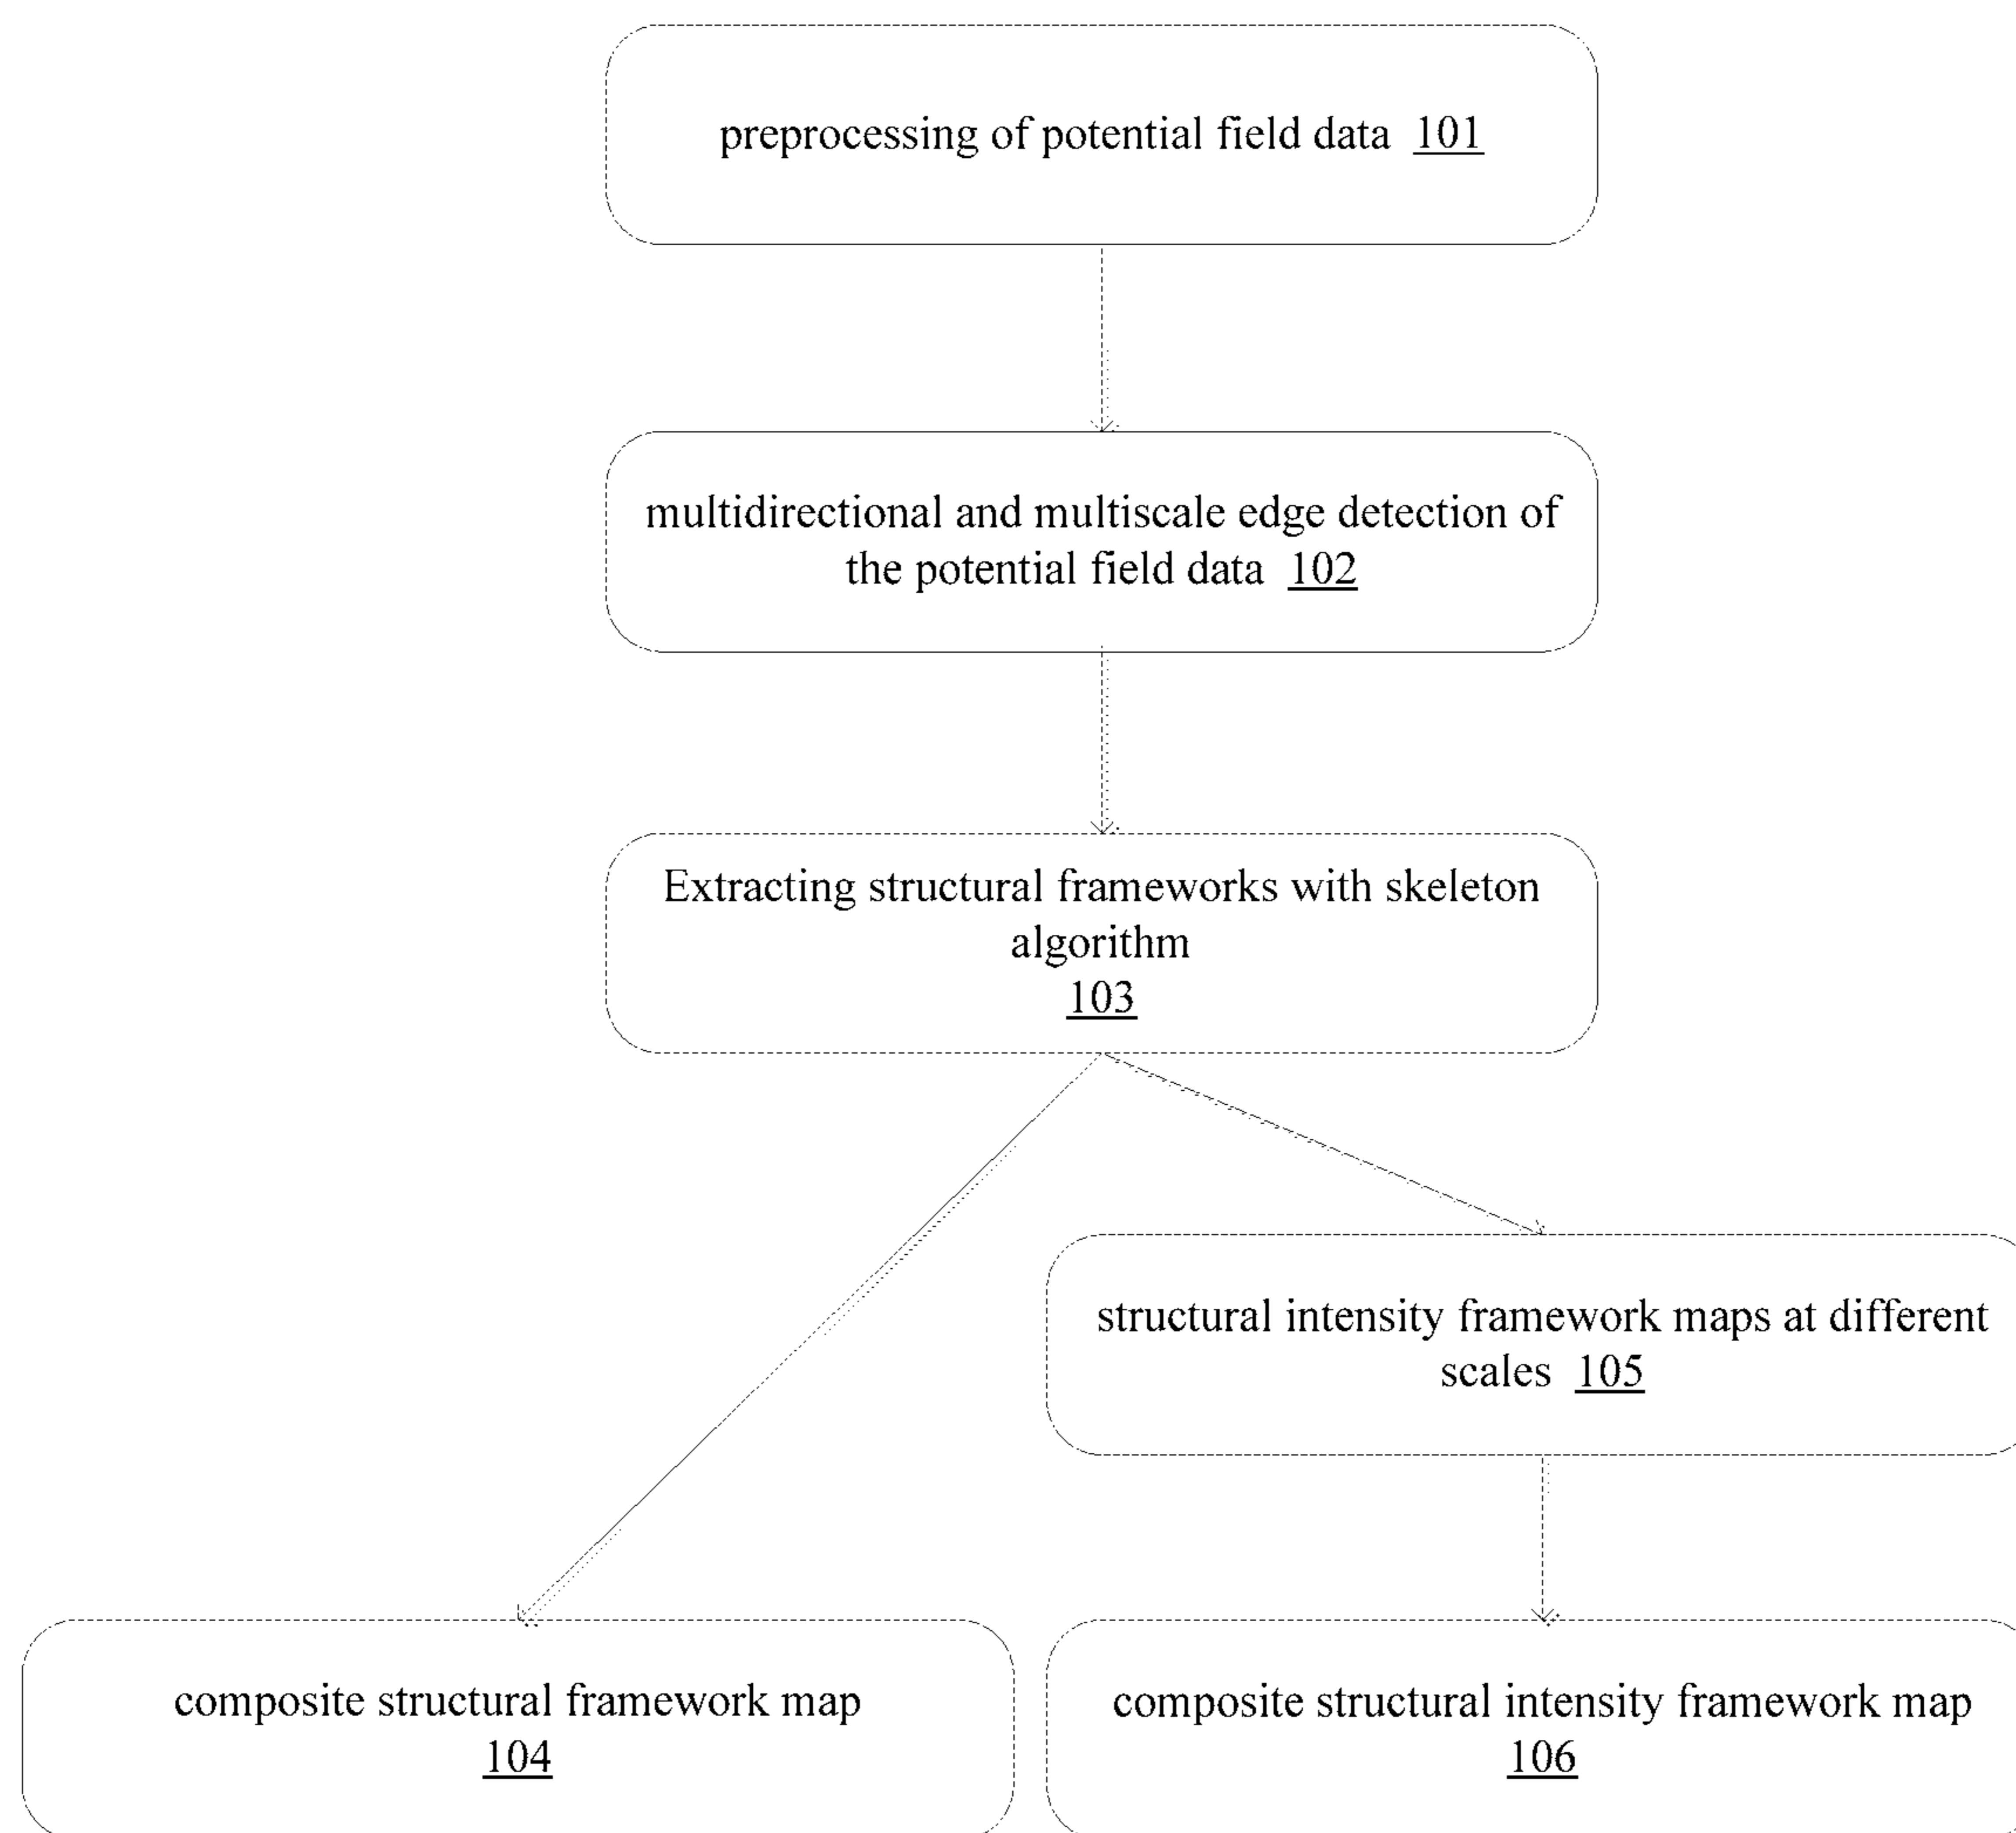 preprocessing of potential field data 101
multidirectional and multiscale edge detection of
the potential field data 102
Extracting structural frameworks with skeleton
algorithm
103
structural intensity framework maps at different
scales 105
composite structural framework map
104
composite structural intensity framework map
106